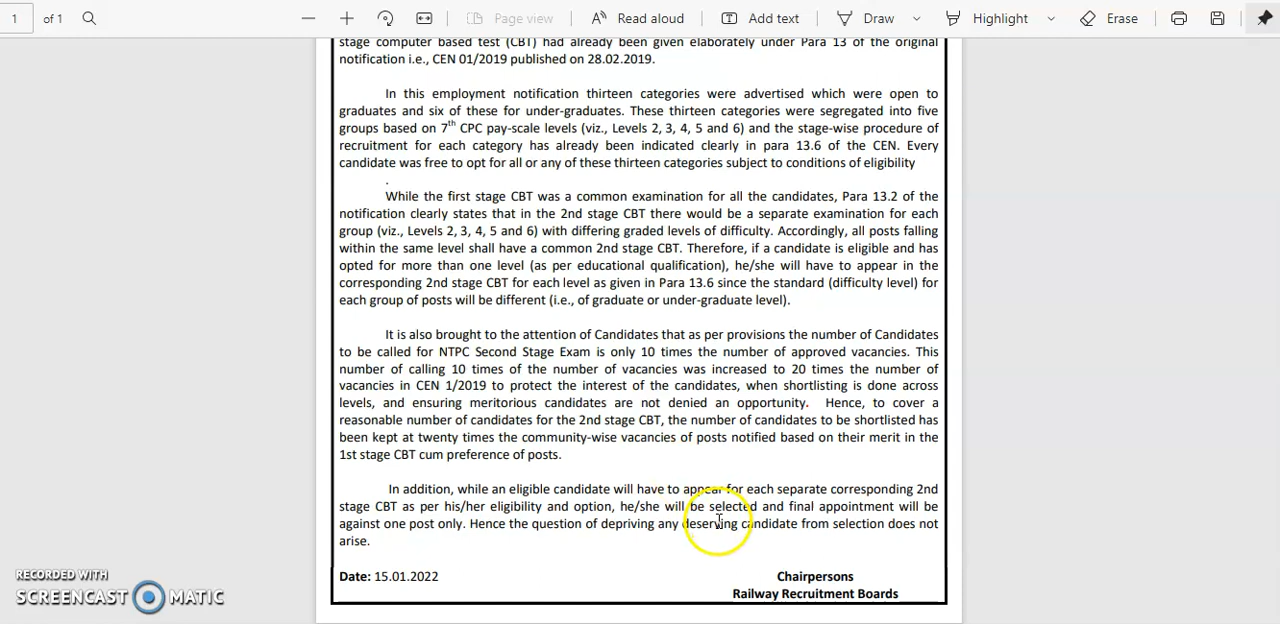 1 of 1 Page view Read aloud Add text Draw Highlight Erase
stage computer based test (CBT) had already been given elaborately under Para 13 of the original
notification i.e., CEN 01/2019 published on 28.02.2019.
In this employment notification thirteen categories were advertised which were open to
graduates and six of these for under-graduates. These thirteen categories were segregated into five
groups based on 7th CPC pay-scale levels (viz., Levels 2, 3, 4, 5 and 6) and the stage-wise procedure of
recruitment for each category has already been indicated clearly in para 13.6 of the CEN. Every
candidate was free to opt for all or any of these thirteen categories subject to conditions of eligibility
.
While the first stage CBT was a common examination for all the candidates, Para 13.2 of the
notification clearly states that in the 2nd stage CBT there would be a separate examination for each
group (viz., Levels 2, 3, 4, 5 and 6) with differing graded levels of difficulty. Accordingly, all posts falling
within the same level shall have a common 2nd stage CBT. Therefore, if a candidate is eligible and has
opted for more than one level (as per educational qualification), he/she will have to appear in the
corresponding 2nd stage CBT for each level as given in Para 13.6 since the standard (difficulty level) for
each group of posts will be different (i.e., of graduate or under-graduate level).
It is also brought to the attention of Candidates that as per provisions the number of Candidates
to be called for NTPC Second Stage Exam is only 10 times the number of approved vacancies. This
number of calling 10 times of the number of vacancies was increased to 20 times the number of
vacancies in CEN 1/2019 to protect the interest of the candidates, when shortlisting is done across
levels, and ensuring meritorious candidates are not denied an opportunity. Hence, to cover a
reasonable number of candidates for the 2nd stage CBT, the number of candidates to be shortlisted has
been kept at twenty times the community-wise vacancies of posts notified based on their merit in the
1st stage CBT cum preference of posts.
In addition, while an eligible candidate will have to appear for each separate corresponding 2nd
stage CBT as per his/her eligibility and option, he/she will be selected and final appointment will be
against one post only. Hence the question of depriving any deserving candidate from selection does not
arise.
Date: 15.01.2022 Chairpersons
Railway Recruitment Boards
RECORDED WITH
SCREENCAST MATIC